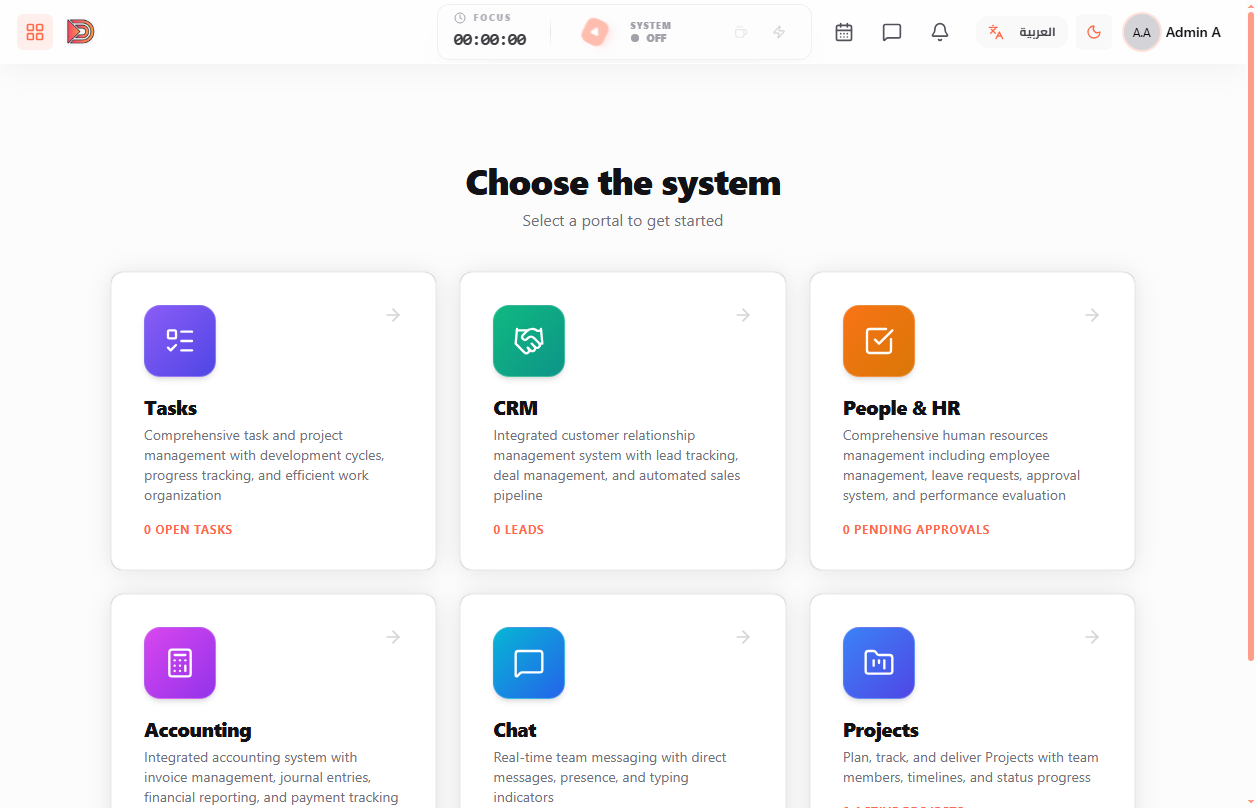 FOCUS
00:00:00
SYSTEM
OFF
العربية
A.A
Admin A
Choose the system
Select a portal to get started
Tasks
Comprehensive task and project
management with development cycles,
progress tracking, and efficient work
organization
0 OPEN TASKS
CRM
Integrated customer relationship
management system with lead tracking,
deal management, and automated sales
pipeline
0 LEADS
People & HR
Comprehensive human resources
management including employee
management, leave requests, approval
system, and performance evaluation
0 PENDING APPROVALS
Accounting
Integrated accounting system with
invoice management, journal entries,
financial reporting, and payment tracking
Chat
Real-time team messaging with direct
messages, presence, and typing
indicators
Projects
Plan, track, and deliver Projects with team
members, timelines, and status progress